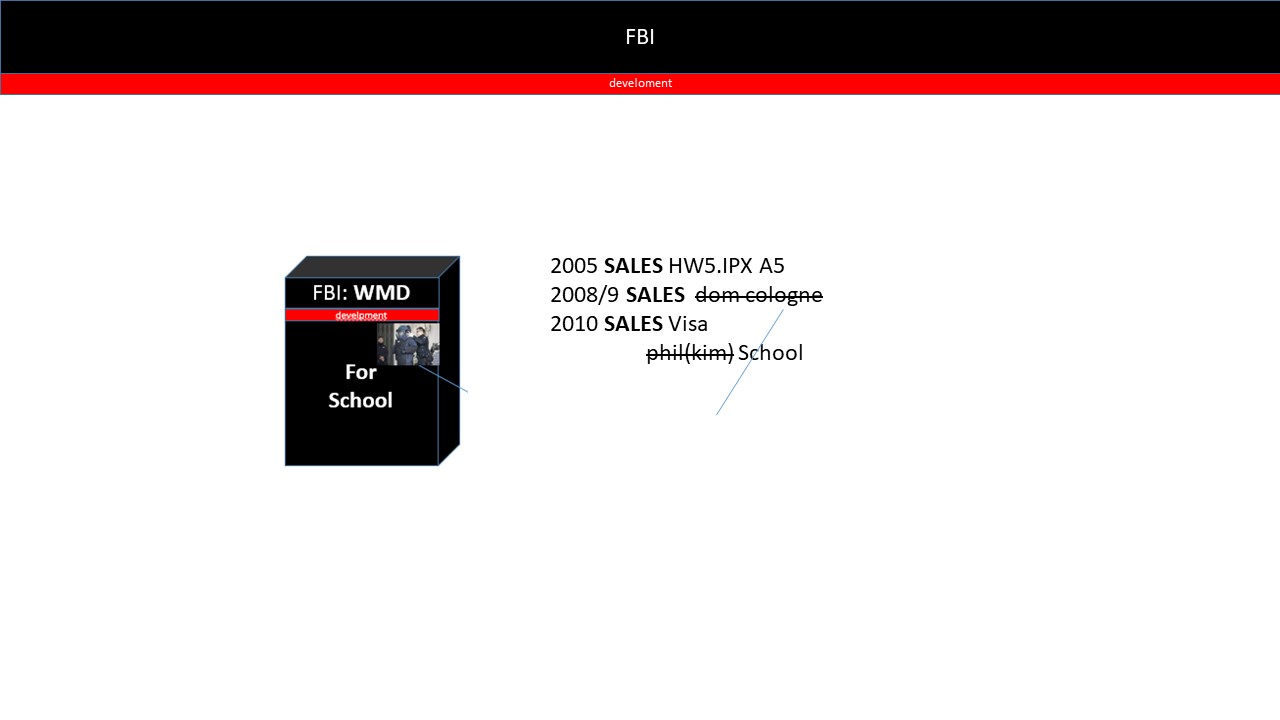 FBI
develoment
FBI: WMD
develpment
For
School
2005 SALES HW5.IPX A5
2008/9 SALES dom cologne
2010 SALES Visa
phil(kim) School